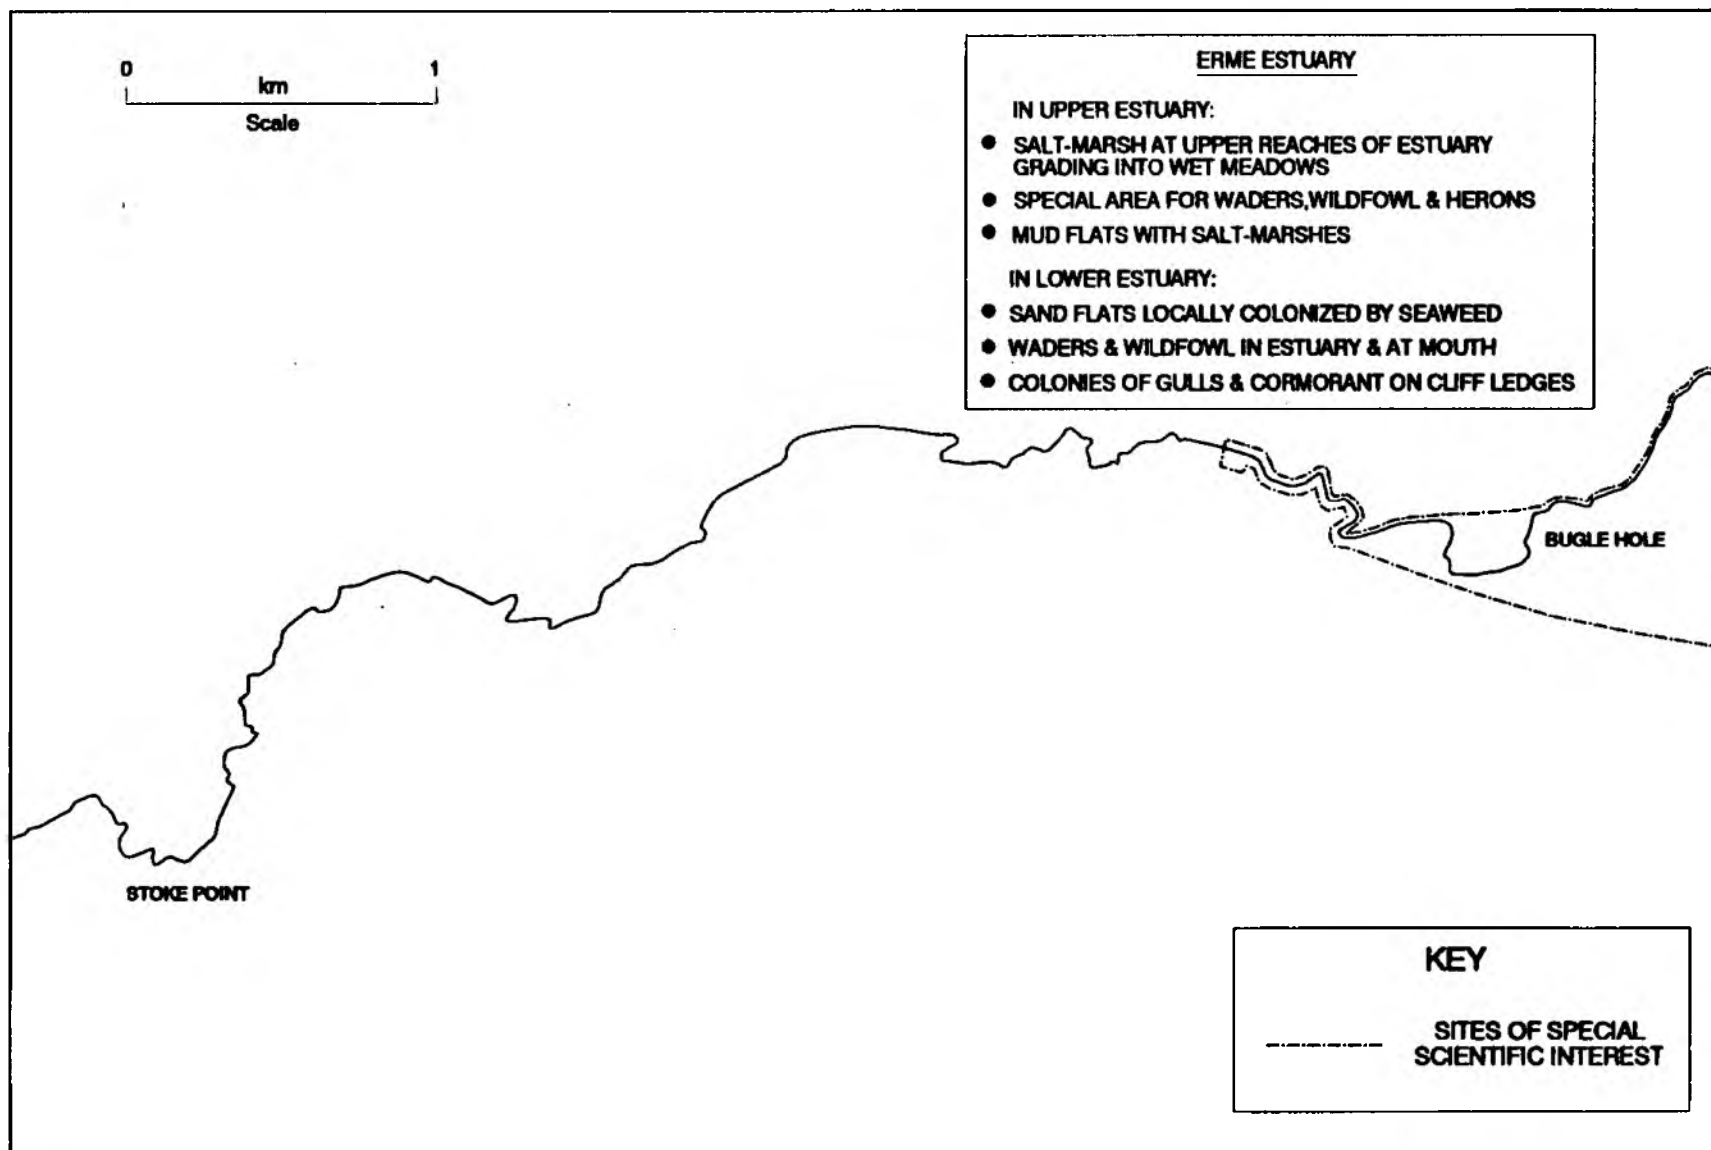 0 1
km
Scale
ERME ESTUARY
IN UPPER ESTUARY:
● SALT-MARSH AT UPPER REACHES OF ESTUARY
GRADING INTO WET MEADOWS
● SPECIAL AREA FOR WADERS,WILDFOWL & HERONS
● MUD FLATS WITH SALT-MARSHES
IN LOWER ESTUARY:
● SAND FLATS LOCALLY COLONIZED BY SEAWEED
● WADERS & WILDFOWL IN ESTUARY & AT MOUTH
● COLONIES OF GULLS & CORMORANT ON CLIFF LEDGES
BUGLE HOLE
STOKE POINT
KEY
SITES OF SPECIAL
SCIENTIFIC INTEREST